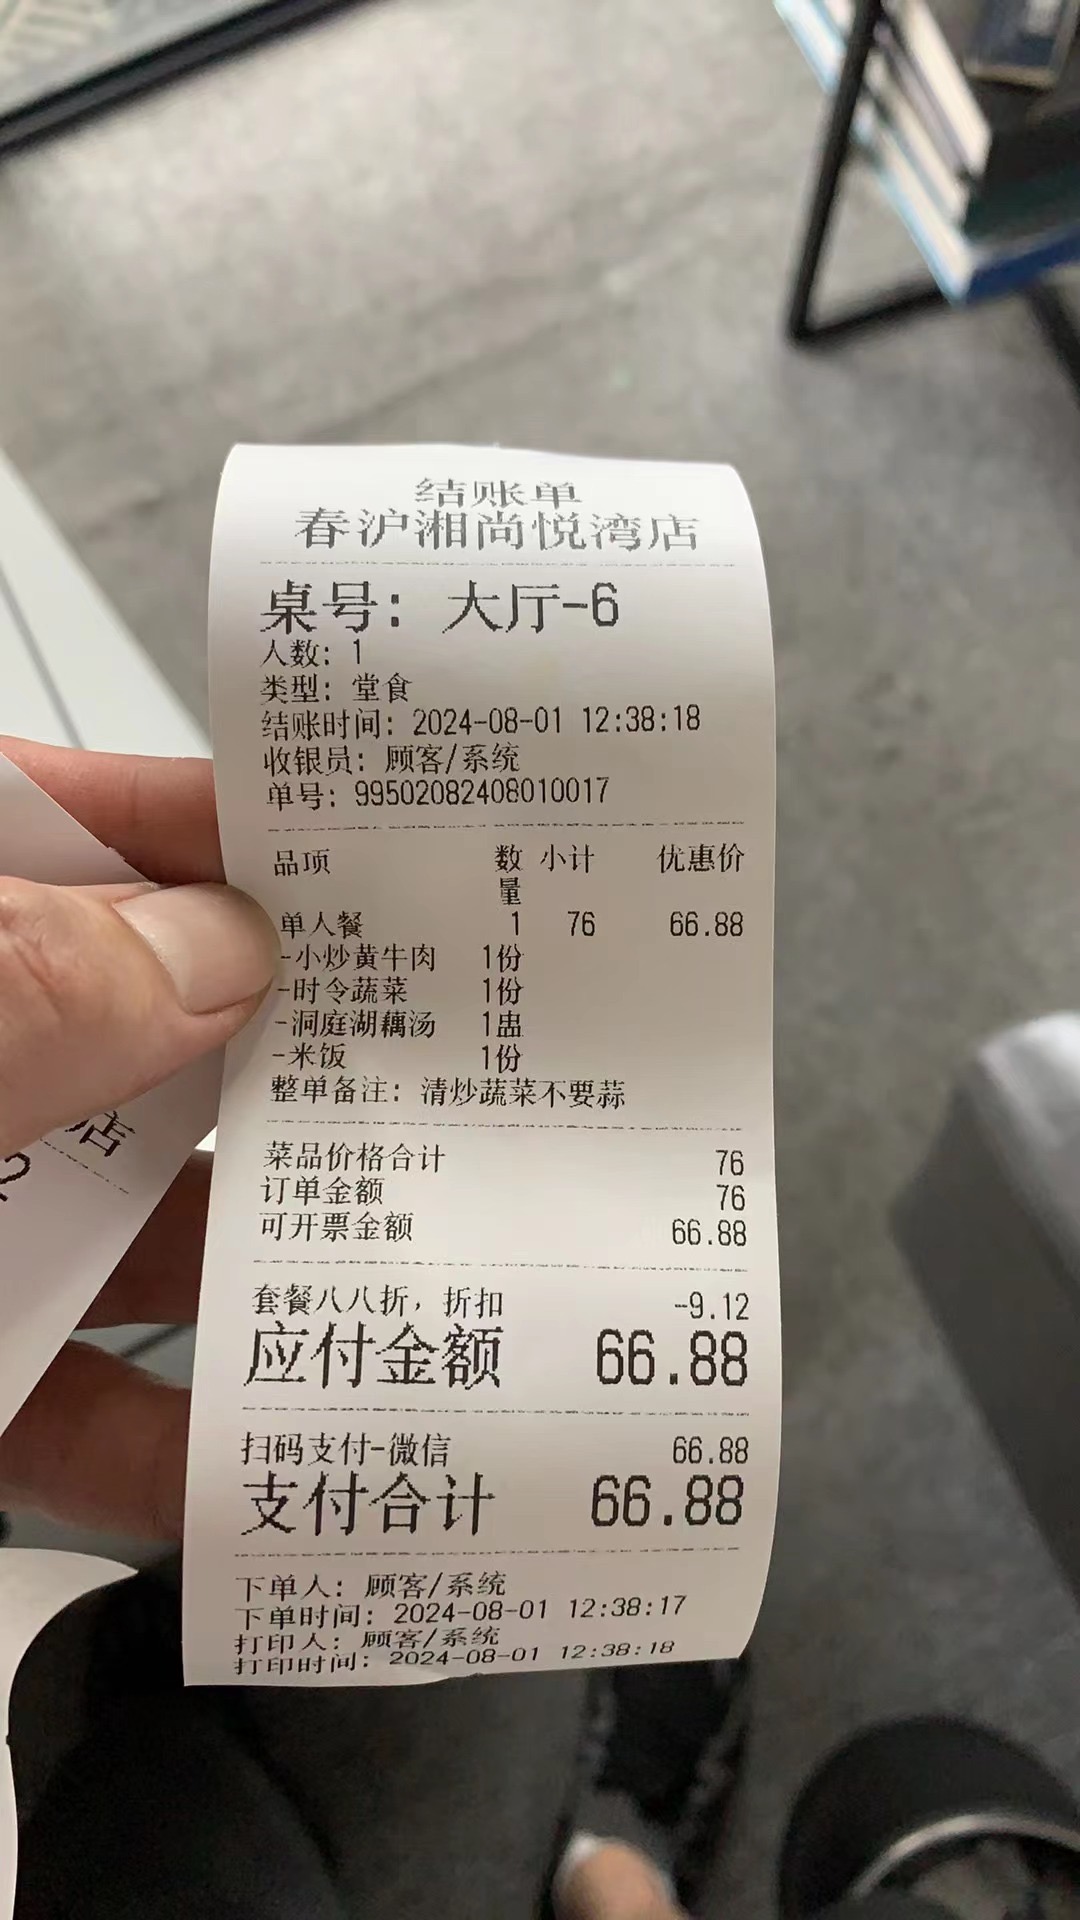 结账单
春沪湘尚悦湾店
桌号: 大厅-6
人数: 1
类型: 堂食
结账时间: 2024-08-01 12:38:18
收银员: 顾客/系统
单号: 99502082408010017
品项 数量 小计 优惠价
单人餐 1 76 66.88
-小炒黄牛肉 1份
-时令蔬菜 1份
-洞庭湖藕汤 1盅
-米饭 1份
整单备注: 清炒蔬菜不要蒜
菜品价格合计 76
订单金额 76
可开票金额 66.88
套餐八八折, 折扣 -9.12
应付金额 66.88
扫码支付-微信 66.88
支付合计 66.88
下单人: 顾客/系统
下单时间: 2024-08-01 12:38:17
打印人: 顾客/系统
打印时间: 2024-08-01 12:38:18
店
2